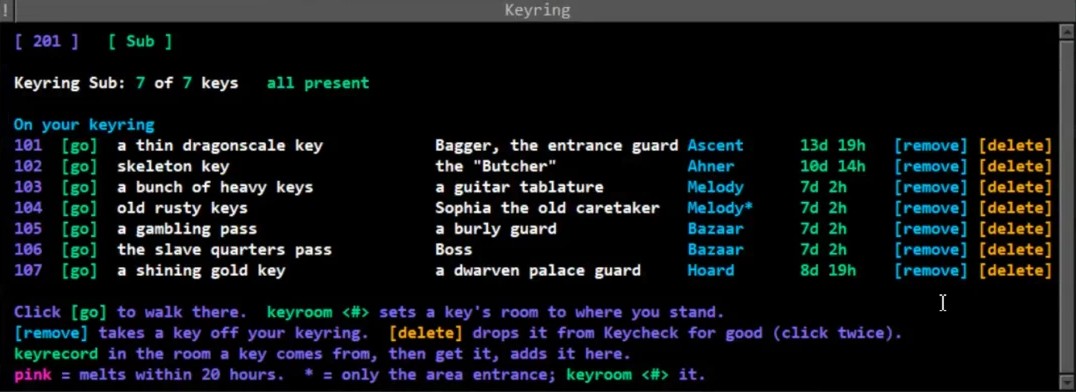 ! Keyring
[ 201 ] [ Sub ]
Keyring Sub: 7 of 7 keys all present
On your keyring
101 [go] a thin dragonscale key Bagger, the entrance guard Ascent 13d 19h [remove] [delete]
102 [go] skeleton key the "Butcher" Ahner 10d 14h [remove] [delete]
103 [go] a bunch of heavy keys a guitar tablature Melody 7d 2h [remove] [delete]
104 [go] old rusty keys Sophia the old caretaker Melody* 7d 2h [remove] [delete]
105 [go] a gambling pass a burly guard Bazaar 7d 2h [remove] [delete]
106 [go] the slave quarters pass Boss Bazaar 7d 2h [remove] [delete]
107 [go] a shining gold key a dwarven palace guard Hoard 8d 19h [remove] [delete]
Click [go] to walk there. keyroom <#> sets a key's room to where you stand.
[remove] takes a key off your keyring. [delete] drops it from Keycheck for good (click twice).
keyrecord in the room a key comes from, then get it, adds it here.
pink = melts within 20 hours. * = only the area entrance; keyroom <#> it.